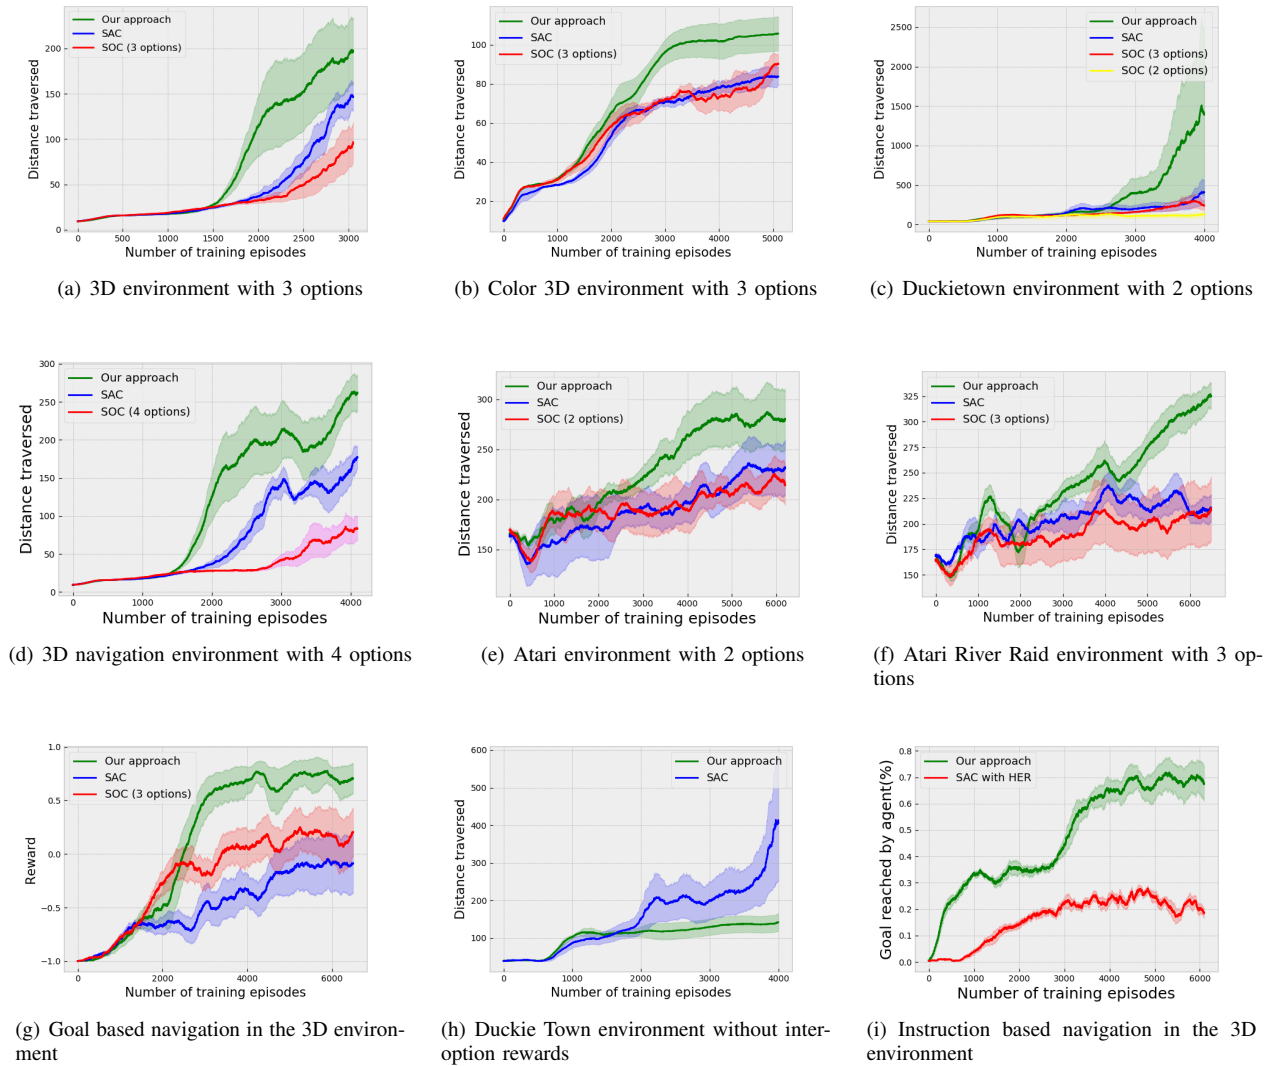 Our approach
SAC
SOC (3 options)
Distance traversed
200
150
100
50
0
0 500 1000 1500 2000 2500 3000
Number of training episodes
(a) 3D environment with 3 options
Our approach
SAC
SOC (3 options)
Distance traversed
100
80
60
40
20
0 1000 2000 3000 4000 5000
Number of training episodes
(b) Color 3D environment with 3 options
Our approach
SAC
SOC (3 options)
SOC (2 options)
Distance traversed
2500
2000
1500
1000
500
0
0 1000 2000 3000 4000
Number of training episodes
(c) Duckietown environment with 2 options
Our approach
SAC
SOC (4 options)
Distance traversed
300
250
200
150
100
50
0
0 1000 2000 3000 4000
Number of training episodes
(d) 3D navigation environment with 4 options
Our approach
SAC
SOC (2 options)
Distance traversed
300
250
200
150
0 1000 2000 3000 4000 5000 6000
Number of training episodes
(e) Atari environment with 2 options
Our approach
SAC
SOC (3 options)
Distance traversed
325
300
275
250
225
200
175
150
0 1000 2000 3000 4000 5000 6000
Number of training episodes
(f) Atari River Raid environment with 3 op-
tions
Our approach
SAC
SOC (3 options)
Reward
1.0
0.5
0.0
−0.5
−1.0
0 2000 4000 6000
Number of training episodes
(g) Goal based navigation in the 3D environ-
ment
Our approach
SAC
Distance traversed
600
500
400
300
200
100
0 1000 2000 3000 4000
Number of training episodes
(h) Duckie Town environment without inter-
option rewards
Our approach
SAC with HER
Goal reached by agent(%)
0.8
0.7
0.6
0.5
0.4
0.3
0.2
0.1
0.0
0 1000 2000 3000 4000 5000 6000
Number of training episodes
(i) Instruction based navigation in the 3D
environment